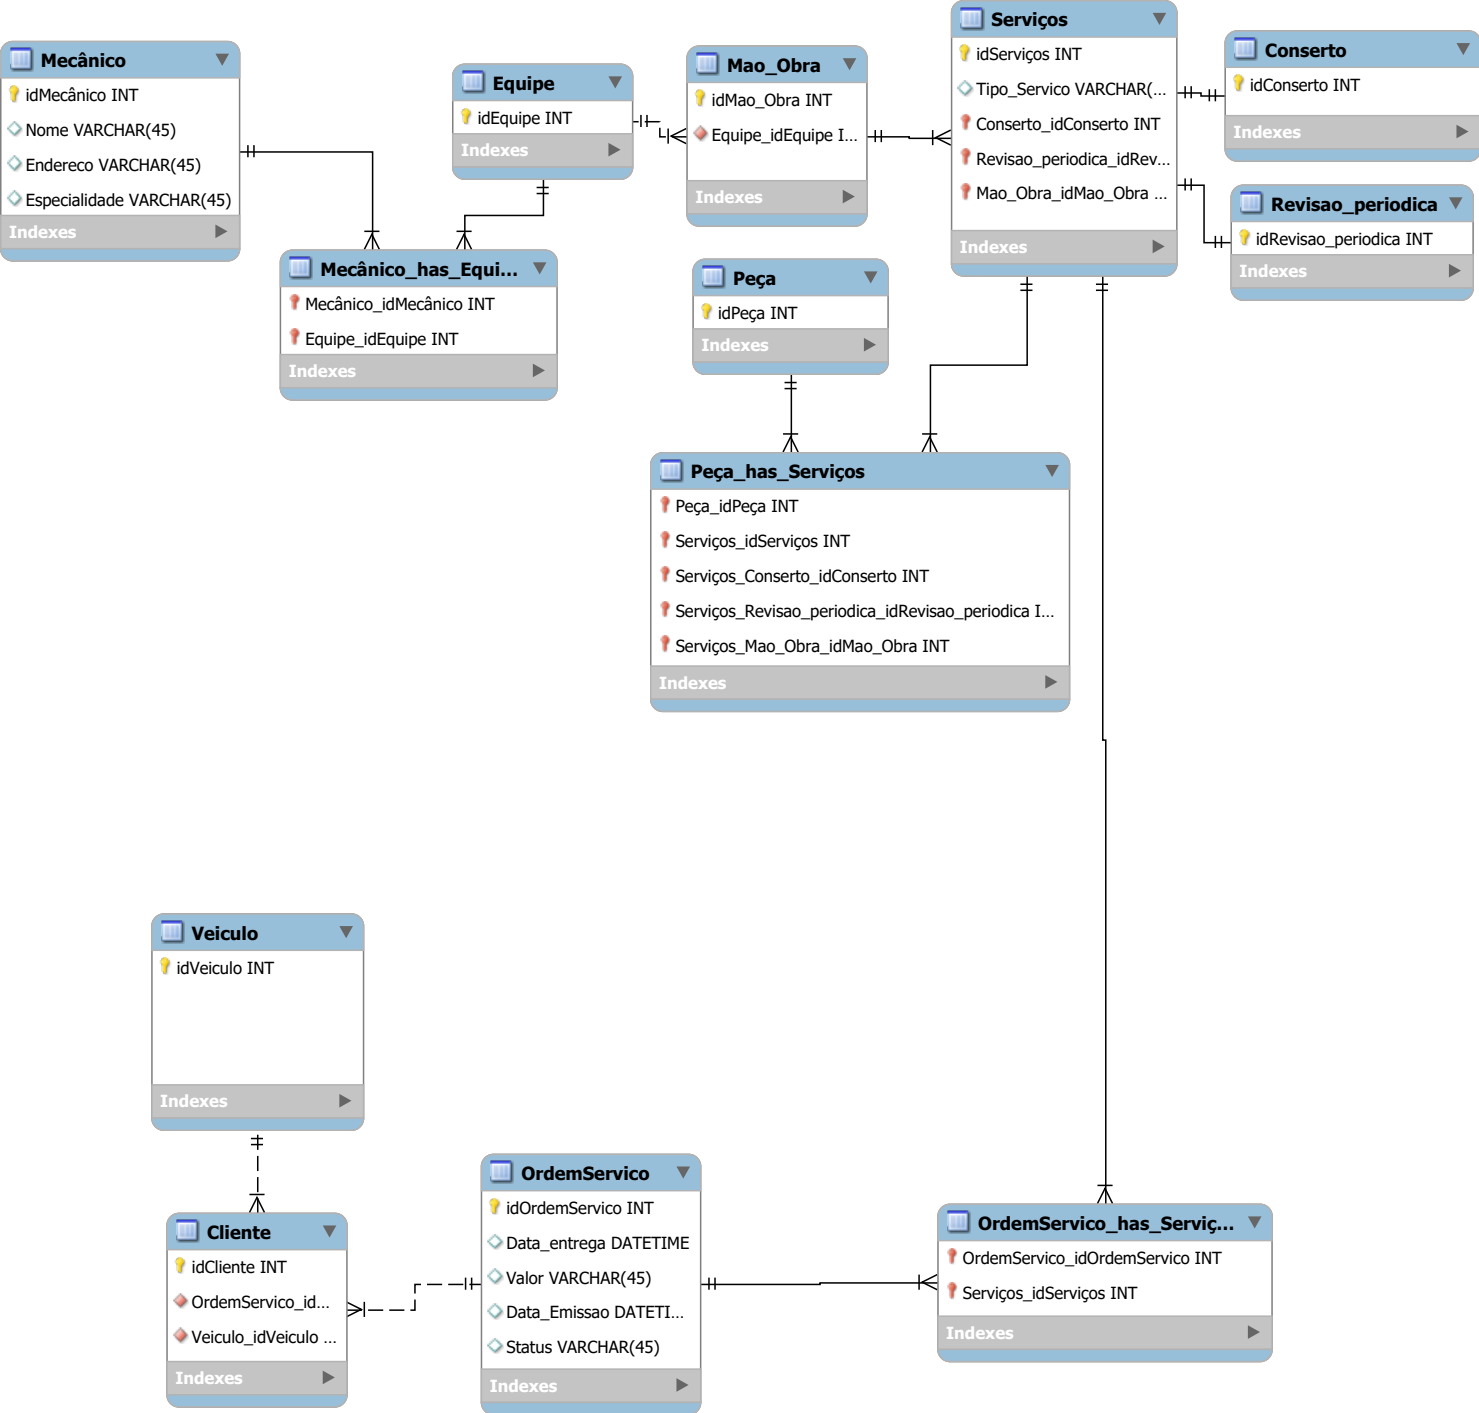 Mecânico
idMecânico INT
Nome VARCHAR(45)
Endereco VARCHAR(45)
Especialidade VARCHAR(45)
Indexes
Equipe
idEquipe INT
Indexes
Mao_Obra
idMao_Obra INT
Equipe_idEquipe I...
Indexes
Serviços
idServiços INT
Tipo_Servico VARCHAR(...
Conserto_idConserto INT
Revisao_periodica_idRev...
Mao_Obra_idMao_Obra ...
Indexes
Conserto
idConserto INT
Indexes
Revisao_periodica
idRevisao_periodica INT
Indexes
Mecânico_has_Equi...
Mecânico_idMecânico INT
Equipe_idEquipe INT
Indexes
Peça
idPeça INT
Indexes
Peça_has_Serviços
Peça_idPeça INT
Serviços_idServiços INT
Serviços_Conserto_idConserto INT
Serviços_Revisao_periodica_idRevisao_periodica I...
Serviços_Mao_Obra_idMao_Obra INT
Indexes
Veiculo
idVeiculo INT
Indexes
Cliente
idCliente INT
OrdemServico_id...
Veiculo_idVeiculo ...
Indexes
OrdemServico
idOrdemServico INT
Data_entrega DATETIME
Valor VARCHAR(45)
Data_Emissao DATETI...
Status VARCHAR(45)
Indexes
OrdemServico_has_Serviç...
OrdemServico_idOrdemServico INT
Serviços_idServiços INT
Indexes